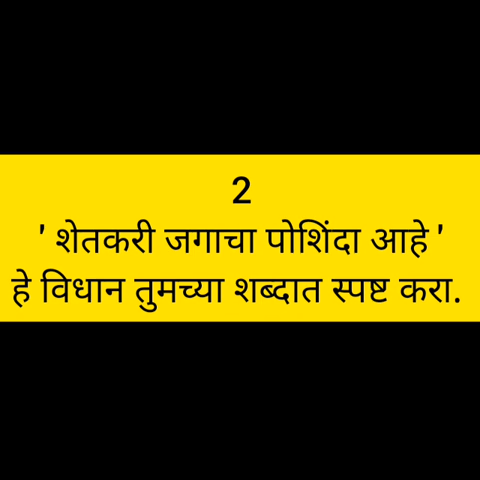 2
' शेतकरी जगाचा पोशिंदा आहे '
हे विधान तुमच्या शब्दात स्पष्ट करा.